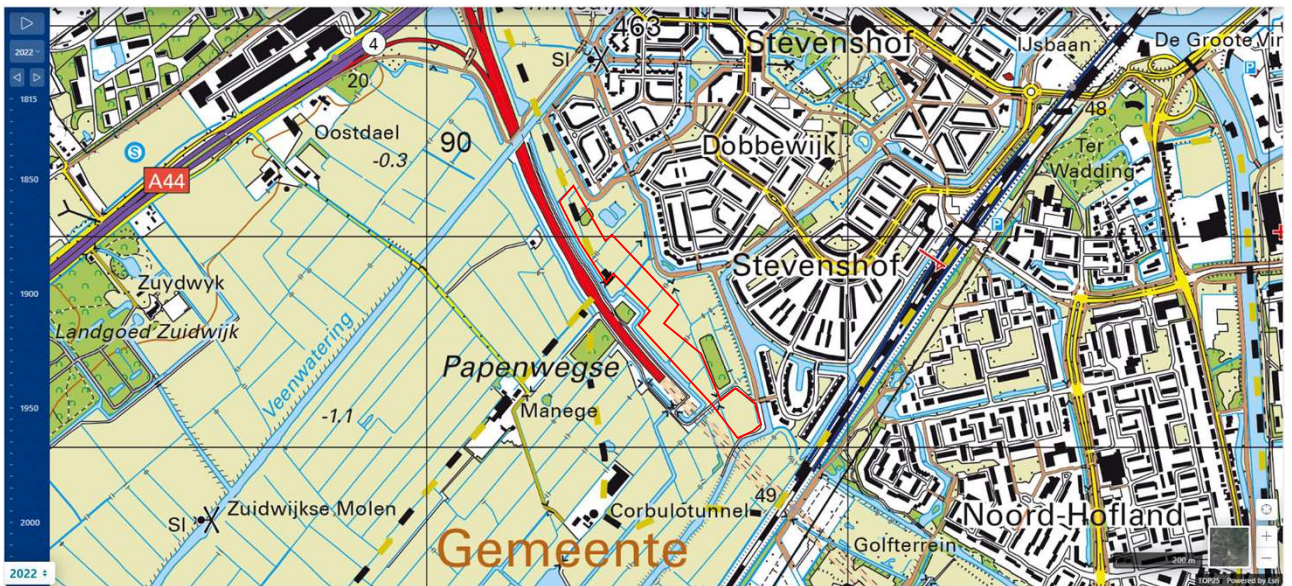 2022
1815
1850
1900
1950
2000
2022
4
20
463
SI
Stevenshof
IJsbaan
De Groote Vir
P
48
Oostdael
-0.3
90
Dobbewijk
Ter
Wadding
S
A44
P
Stevenshof
Zuydwyk
Landgoed Zuidwijk
Veenwatering
Papenwegse
Manege
-1.1
SI
Zuidwijkse Molen
Corbulotunnel
49
Noord-Hofland
Gemeente
Golfterrein
200 m
TOP25 Powered by Esri